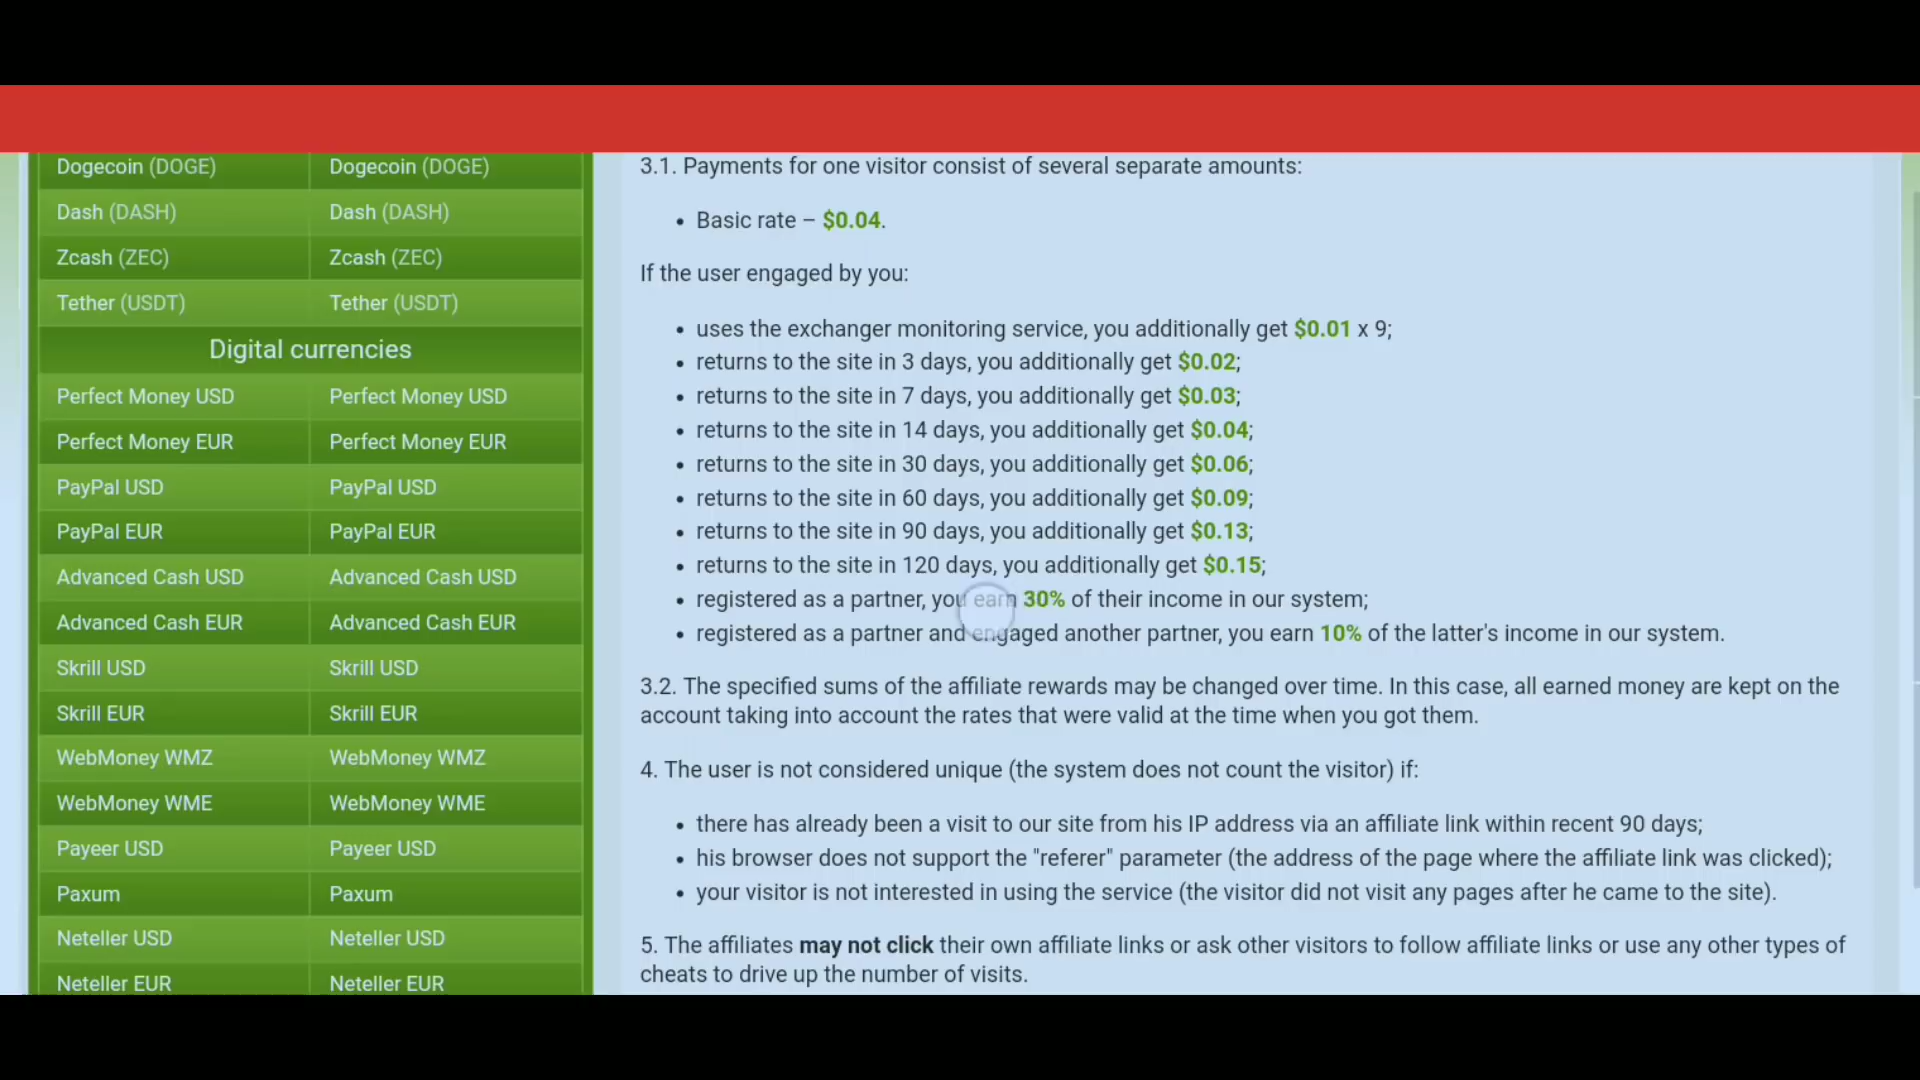 Dogecoin (DOGE) Dogecoin (DOGE)
Dash (DASH) Dash (DASH)
Zcash (ZEC) Zcash (ZEC)
Tether (USDT) Tether (USDT)
Digital currencies
Perfect Money USD Perfect Money USD
Perfect Money EUR Perfect Money EUR
PayPal USD PayPal USD
PayPal EUR PayPal EUR
Advanced Cash USD Advanced Cash USD
Advanced Cash EUR Advanced Cash EUR
Skrill USD Skrill USD
Skrill EUR Skrill EUR
WebMoney WMZ WebMoney WMZ
WebMoney WME WebMoney WME
Payeer USD Payeer USD
Paxum Paxum
Neteller USD Neteller USD
Neteller EUR Neteller EUR
3.1. Payments for one visitor consist of several separate amounts:
• Basic rate – $0.04.
If the user engaged by you:
• uses the exchanger monitoring service, you additionally get $0.01 x 9;
• returns to the site in 3 days, you additionally get $0.02;
• returns to the site in 7 days, you additionally get $0.03;
• returns to the site in 14 days, you additionally get $0.04;
• returns to the site in 30 days, you additionally get $0.06;
• returns to the site in 60 days, you additionally get $0.09;
• returns to the site in 90 days, you additionally get $0.13;
• returns to the site in 120 days, you additionally get $0.15;
• registered as a partner, you earn 30% of their income in our system;
• registered as a partner and engaged another partner, you earn 10% of the latter's income in our system.
3.2. The specified sums of the affiliate rewards may be changed over time. In this case, all earned money are kept on the
account taking into account the rates that were valid at the time when you got them.
4. The user is not considered unique (the system does not count the visitor) if:
• there has already been a visit to our site from his IP address via an affiliate link within recent 90 days;
• his browser does not support the "referer" parameter (the address of the page where the affiliate link was clicked);
• your visitor is not interested in using the service (the visitor did not visit any pages after he came to the site).
5. The affiliates may not click their own affiliate links or ask other visitors to follow affiliate links or use any other types of
cheats to drive up the number of visits.